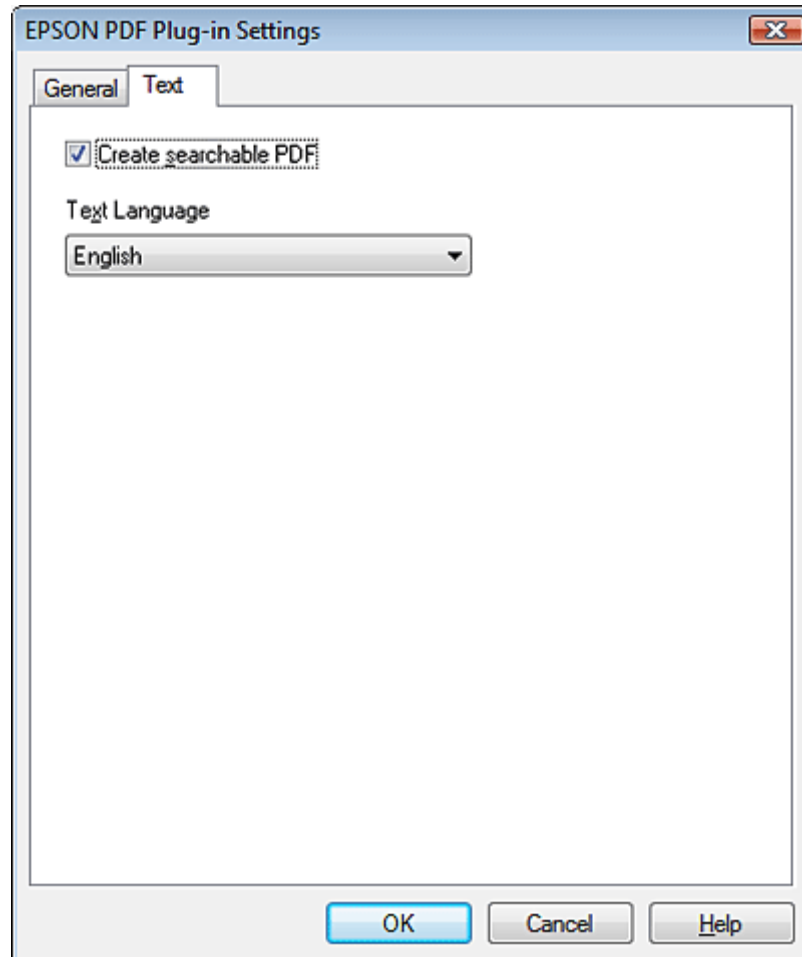 EPSON PDF Plug-in Settings
General Text
Create searchable PDF
Text Language
English
OK Cancel Help